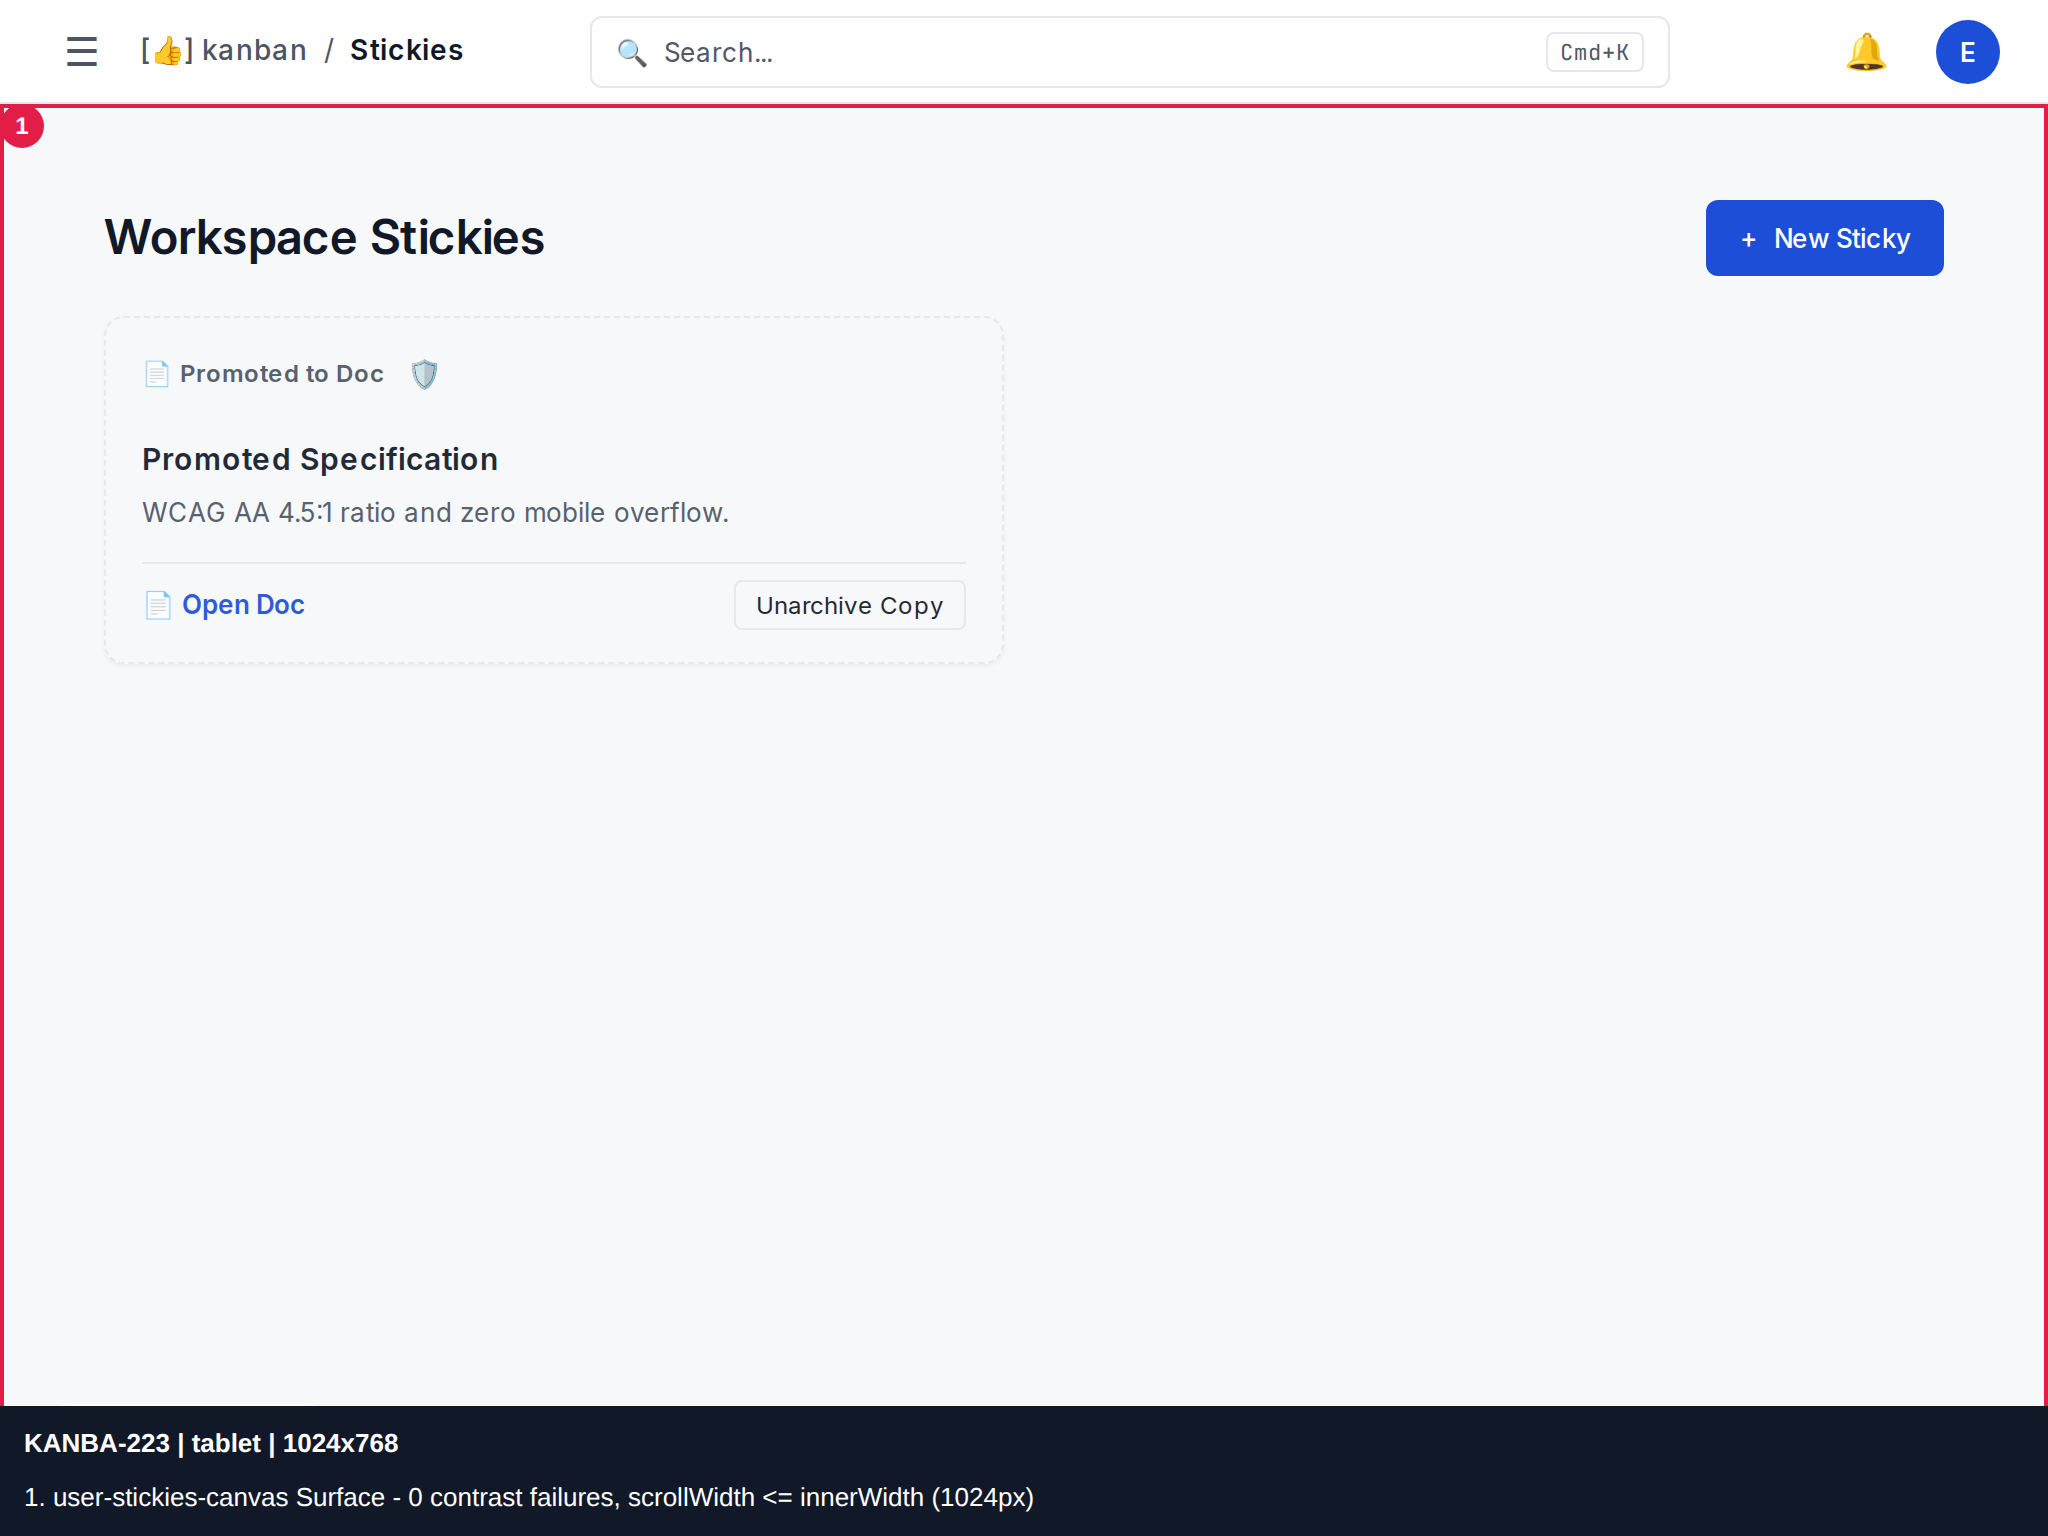 [👍] kanban / Stickies
Search...
Cmd+K
E
1
Workspace Stickies
+ New Sticky
Promoted to Doc
Promoted Specification
WCAG AA 4.5:1 ratio and zero mobile overflow.
Open Doc
Unarchive Copy
KANBA-223 | tablet | 1024x768
1. user-stickies-canvas Surface - 0 contrast failures, scrollWidth <= innerWidth (1024px)